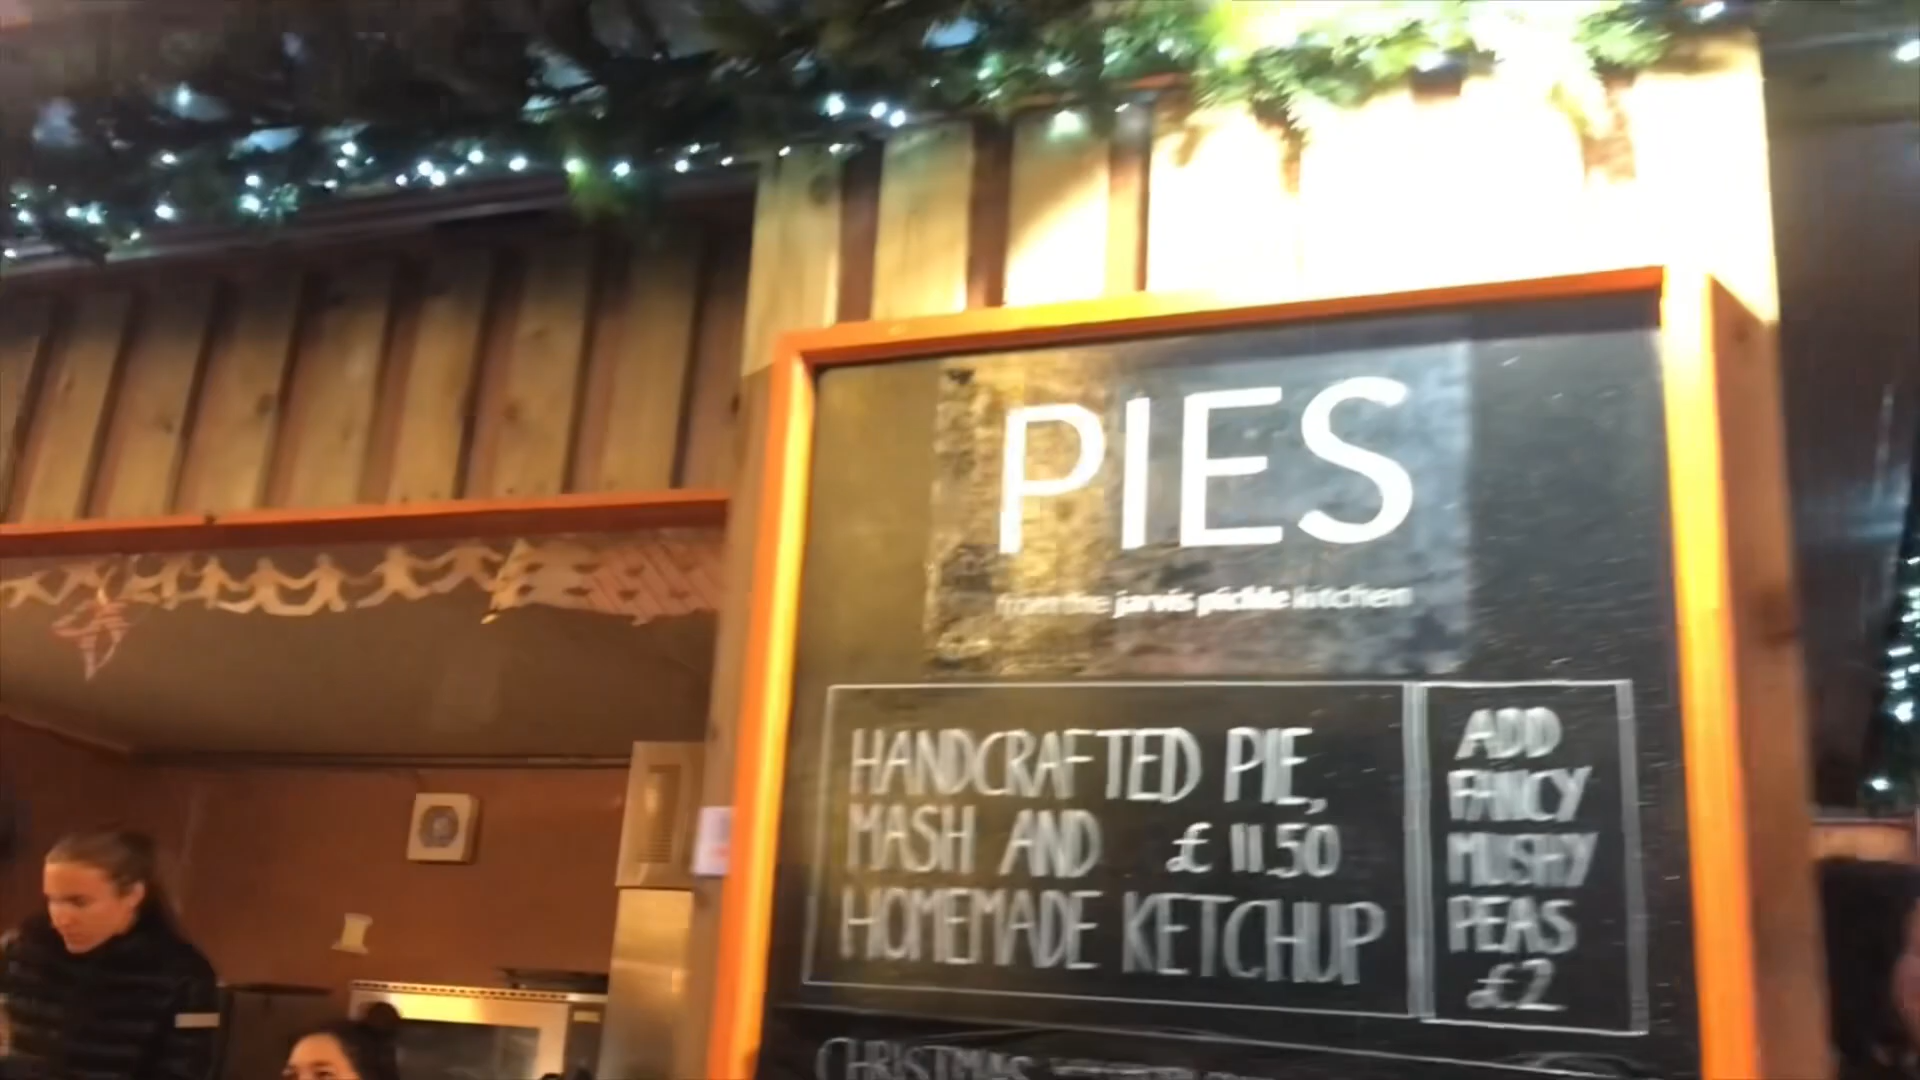 PIES
from the jarvis pickle kitchen
HANDCRAFTED PIE,
MASH AND £11.50
HOMEMADE KETCHUP
ADD
FANCY
MUSHY
PEAS
£2
CHRISTMAS